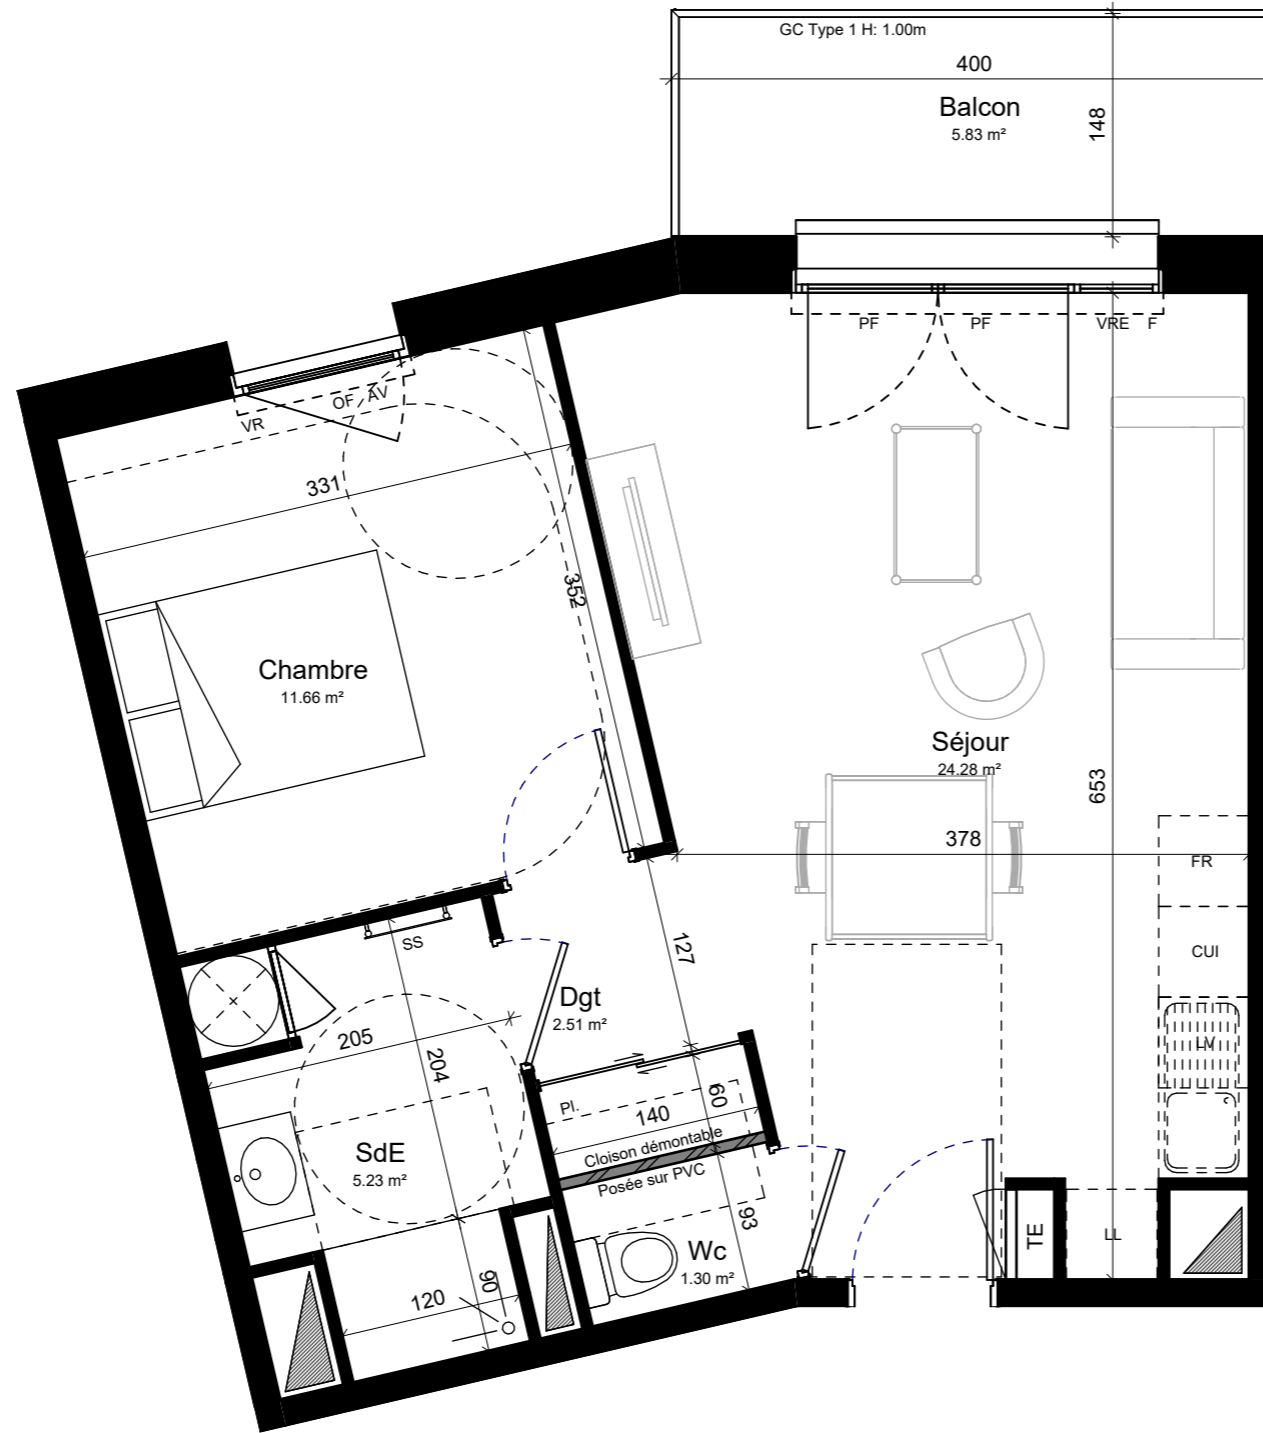 GC Type 1 H: 1.00m
400
Balcon
5.83 m²
148
PF
PF
VRE
F
OF
AV
VR
331
352
Chambre
11.66 m²
Séjour
24.28 m²
653
378
FR
CUI
LV
SS
127
Dgt
2.51 m²
205
204
Pl.
60
140
Cloison démontable
Posée sur PVC
SdE
5.23 m²
93
Wc
1.30 m²
TE
LL
90
120